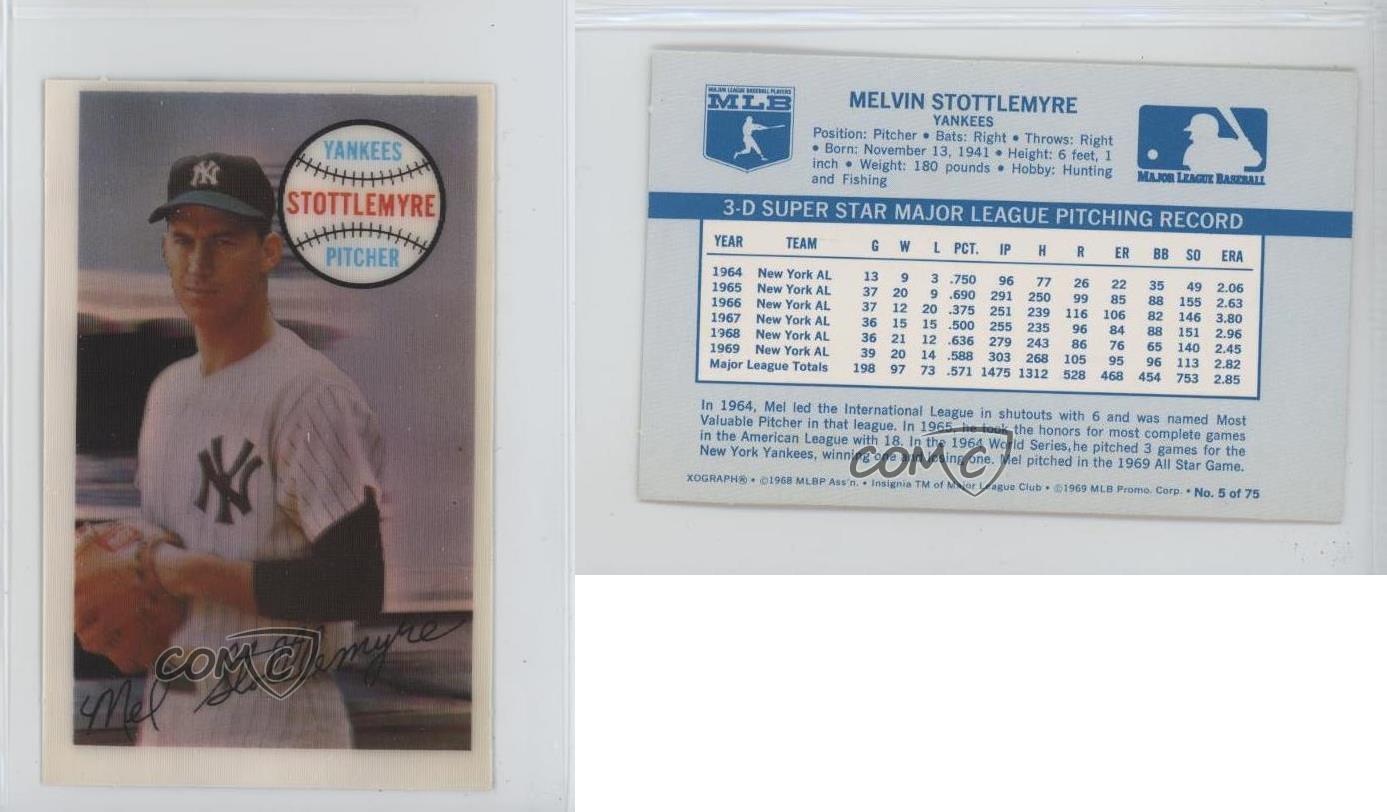 NY
YANKEES
STOTTLEMYRE
PITCHER
NY
Mel Stottlemyre
COMC
MAJOR LEAGUE BASEBALL PLAYERS
MLB
MELVIN STOTTLEMYRE
YANKEES
Position: Pitcher • Bats: Right • Throws: Right
• Born: November 13, 1941 • Height: 6 feet, 1
inch • Weight: 180 pounds • Hobby: Hunting
and Fishing
MAJOR LEAGUE BASEBALL
3-D SUPER STAR MAJOR LEAGUE PITCHING RECORD
YEAR TEAM G W L PCT. IP H R ER BB SO ERA
1964 New York AL 13 9 3 .750 96 77 26 22 35 49 2.06
1965 New York AL 37 20 9 .690 291 250 99 85 88 155 2.63
1966 New York AL 37 12 20 .375 251 239 116 106 82 146 3.80
1967 New York AL 36 15 15 .500 255 235 96 84 88 151 2.96
1968 New York AL 36 21 12 .636 279 243 86 76 65 140 2.45
1969 New York AL 39 20 14 .588 303 268 105 95 96 113 2.82
Major League Totals 198 97 73 .571 1475 1312 528 468 454 753 2.85
In 1964, Mel led the International League in shutouts with 6 and was named Most
Valuable Pitcher in that league. In 1965, he took the honors for most complete games
in the American League with 18. In the 1964 World Series, he pitched 3 games for the
New York Yankees, winning one and losing one. Mel pitched in the 1969 All Star Game.
COMC
XOGRAPH® • ©1968 MLBP Ass'n. • Insignia TM of Major League Club • ©1969 MLB Promo. Corp. • No. 5 of 75